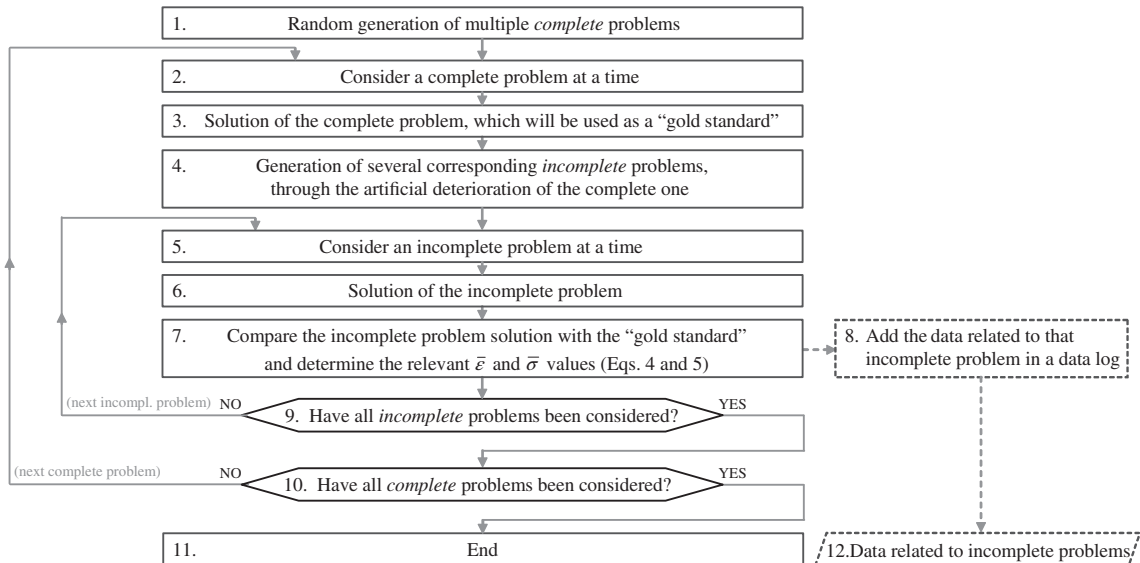 1. Random generation of multiple complete problems
2. Consider a complete problem at a time
3. Solution of the complete problem, which will be used as a “gold standard”
4. Generation of several corresponding incomplete problems,
through the artificial deterioration of the complete one
5. Consider an incomplete problem at a time
6. Solution of the incomplete problem
7. Compare the incomplete problem solution with the “gold standard”
and determine the relevant ε̅ and σ̅ values (Eqs. 4 and 5)
8. Add the data related to that
incomplete problem in a data log
(next incompl. problem) NO
9. Have all incomplete problems been considered?
YES
(next complete problem) NO
10. Have all complete problems been considered?
YES
11. End
12.Data related to incomplete problems